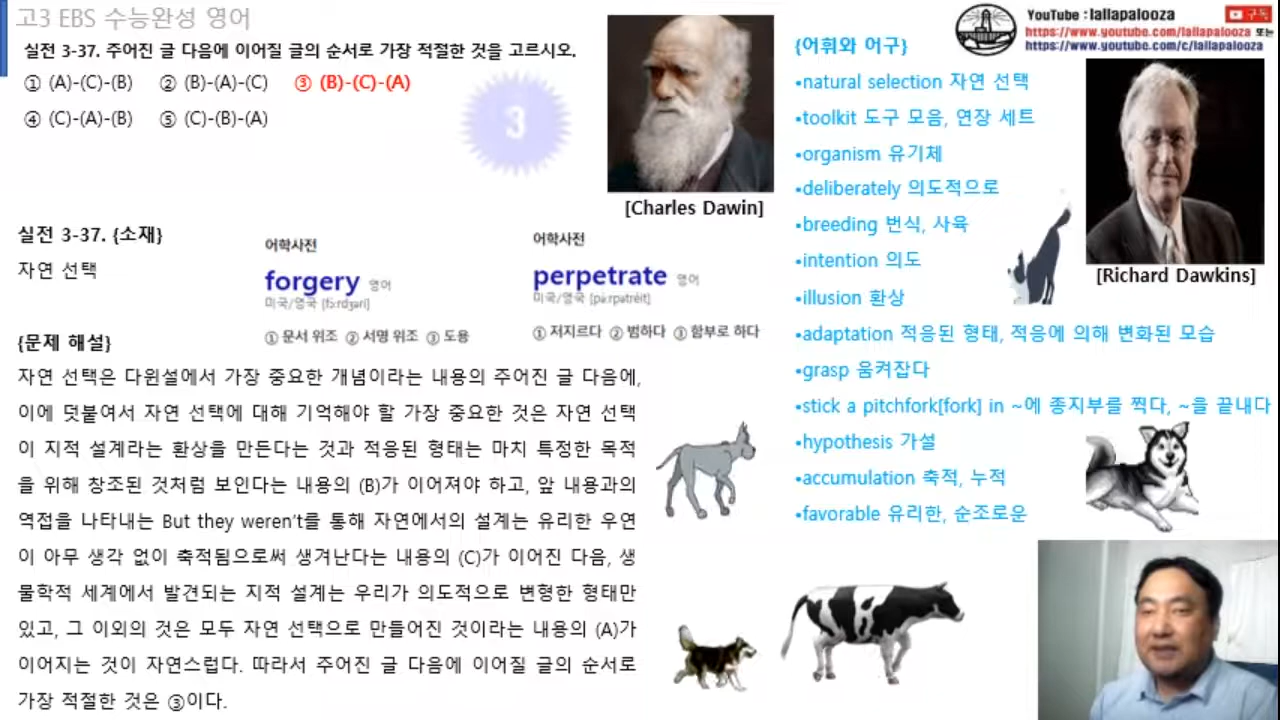 고3 EBS 수능완성 영어
실전 3-37. 주어진 글 다음에 이어질 글의 순서로 가장 적절한 것을 고르시오.
① (A)-(C)-(B) ② (B)-(A)-(C) ③ (B)-(C)-(A)
④ (C)-(A)-(B) ⑤ (C)-(B)-(A)
3
[Charles Dawin]
YouTube : lallapalooza
구독
https://www.youtube.com/lallapalooza 또는
https://www.youtube.com/c/lallapalooza
[Richard Dawkins]
{어휘와 어구}
•natural selection 자연 선택
•toolkit 도구 모음, 연장 세트
•organism 유기체
•deliberately 의도적으로
•breeding 번식, 사육
•intention 의도
•illusion 환상
•adaptation 적응된 형태, 적응에 의해 변화된 모습
•grasp 움켜잡다
•stick a pitchfork[fork] in ~에 종지부를 찍다, ~을 끝내다
•hypothesis 가설
•accumulation 축적, 누적
•favorable 유리한, 순조로운
실전 3-37. {소재}
자연 선택
어학사전
forgery 영어
미국/영국 [fɔ:rdʒəri]
① 문서 위조 ② 서명 위조 ③ 도용
어학사전
perpetrate 영어
미국/영국 [pə́:rpətrèit]
① 저지르다 ② 범하다 ③ 함부로 하다
{문제 해설}
자연 선택은 다윈설에서 가장 중요한 개념이라는 내용의 주어진 글 다음에,
이에 덧붙여서 자연 선택에 대해 기억해야 할 가장 중요한 것은 자연 선택
이 지적 설계라는 환상을 만든다는 것과 적응된 형태는 마치 특정한 목적
을 위해 창조된 것처럼 보인다는 내용의 (B)가 이어져야 하고, 앞 내용과의
역접을 나타내는 But they weren't를 통해 자연에서의 설계는 유리한 우연
이 아무 생각 없이 축적됨으로써 생겨난다는 내용의 (C)가 이어진 다음, 생
물학적 세계에서 발견되는 지적 설계는 우리가 의도적으로 변형한 형태만
있고, 그 이외의 것은 모두 자연 선택으로 만들어진 것이라는 내용의 (A)가
이어지는 것이 자연스럽다. 따라서 주어진 글 다음에 이어질 글의 순서로
가장 적절한 것은 ③이다.